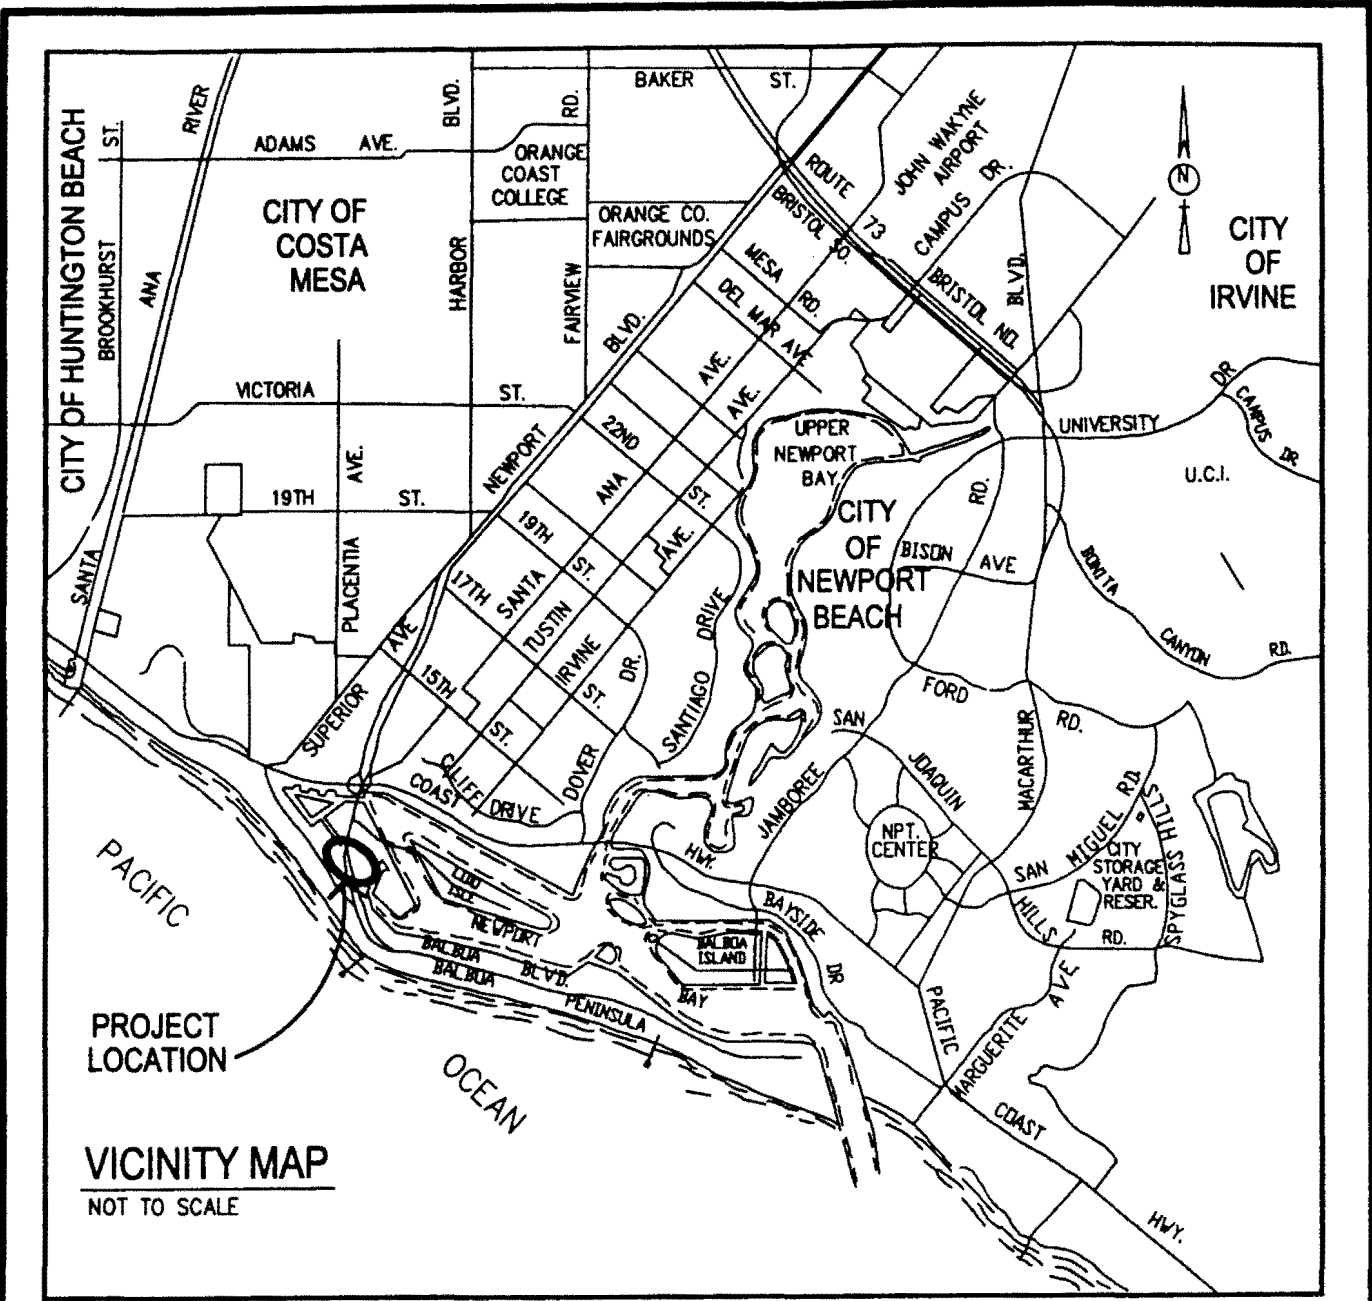 BAKER ST.
ADAMS AVE.
ORANGE
COAST
COLLEGE
ORANGE CO.
FAIRGROUNDS
CITY OF HUNTINGTON BEACH
BROOKHURST ST.
SANTA ANA RIVER
CITY OF
COSTA
MESA
HARBOR BLVD.
FAIRVIEW RD.
NEWPORT BLVD.
ROUTE 73
BRISTOL SO.
BRISTOL NO.
JOHN WAKYNE
AIRPORT
CAMPUS DR.
BLVD.
N
CITY
OF
IRVINE
MESA RD.
DEL MAR AVE
VICTORIA ST.
22ND ST.
19TH ST.
PLACENTIA AVE.
19TH ST.
17TH ST.
15TH ST.
SANTA ANA AVE.
TUSTIN AVE.
IRVINE AVE.
SUPERIOR AVE
UPPER
NEWPORT
BAY
CITY
OF
NEWPORT
BEACH
UNIVERSITY DR
CAMPUS DR.
U.C.I.
BISON AVE
BONITA CANYON RD.
FORD RD.
JAMBOREE RD.
MACARTHUR
SAN JOAQUIN HILLS RD.
SAN MIGUEL RD.
SPYGLASS HILLS
NPT.
CENTER
CITY
STORAGE
YARD &
RESER.
SANTIAGO DRIVE
DOVER DR.
CLIFF DRIVE
COAST HWY.
LIDO
ISLE
NEWPORT
BAY
BALBOA BLVD.
BALBOA PENINSULA
BALBOA
ISLAND
BAYSIDE DR
MARGUERITE AVE.
PACIFIC COAST HWY.
PACIFIC
OCEAN
PROJECT
LOCATION
VICINITY MAP
NOT TO SCALE